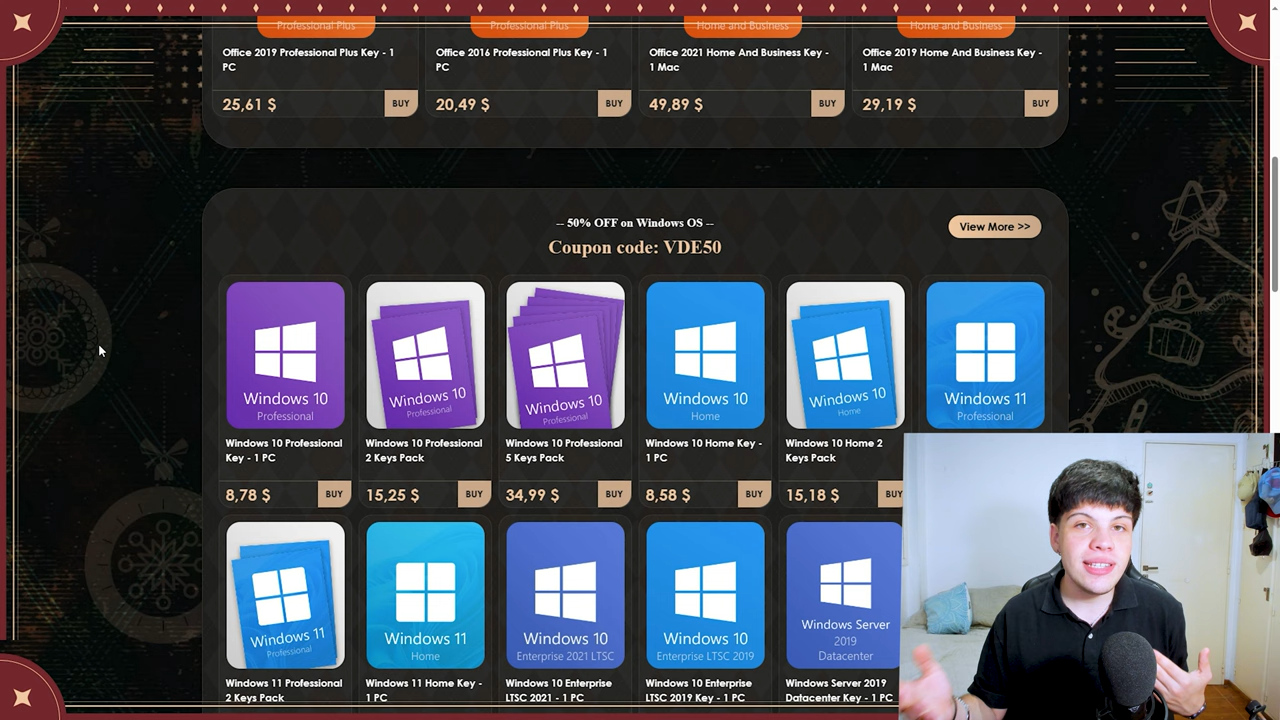 Professional Plus
Professional Plus
Home and Business
Home and Business
Office 2019 Professional Plus Key - 1
PC
Office 2016 Professional Plus Key - 1
PC
Office 2021 Home And Business Key -
1 Mac
Office 2019 Home And Business Key -
1 Mac
25,61 $
BUY
20,49 $
BUY
49,89 $
BUY
29,19 $
BUY
-- 50% OFF on Windows OS --
Coupon code: VDE50
View More >>
Windows 10
Professional
Windows 10
Professional
Windows 10
Professional
Windows 10
Home
Windows 10
Home
Windows 11
Professional
Windows 10 Professional
Key - 1 PC
Windows 10 Professional
2 Keys Pack
Windows 10 Professional
5 Keys Pack
Windows 10 Home Key -
1 PC
Windows 10 Home 2
Keys Pack
8,78 $
BUY
15,25 $
BUY
34,99 $
BUY
8,58 $
BUY
15,18 $
BUY
Windows 11
Professional
Windows 11
Home
Windows 10
Enterprise 2021 LTSC
Windows 10
Enterprise LTSC 2019
Windows Server
2019
Datacenter
Windows 11 Professional
2 Keys Pack
Windows 11 Home Key -
1 PC
Windows 10 Enterprise
LTSC 2021 - 1 PC
Windows 10 Enterprise
LTSC 2019 Key - 1 PC
Windows Server 2019
Datacenter Key - 1 PC